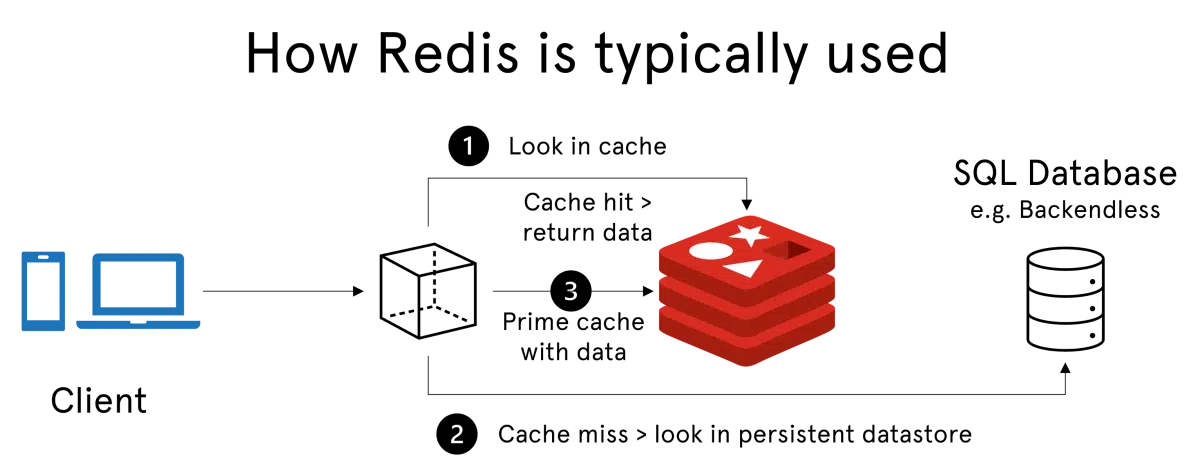 How Redis is typically used
1 Look in cache
Cache hit >
return data
SQL Database
e.g. Backendless
3
Prime cache
with data
Client
2 Cache miss > look in persistent datastore